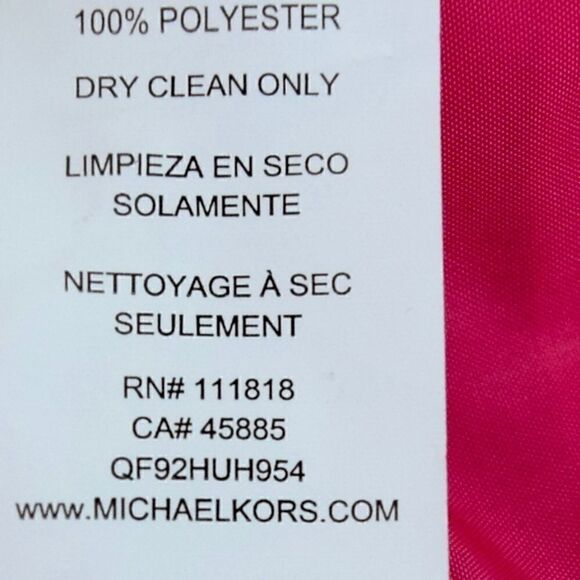 100% POLYESTER
DRY CLEAN ONLY
LIMPIEZA EN SECO
SOLAMENTE
NETTOYAGE À SEC
SEULEMENT
RN# 111818
CA# 45885
QF92HUH954
www.MICHAELKORS.COM